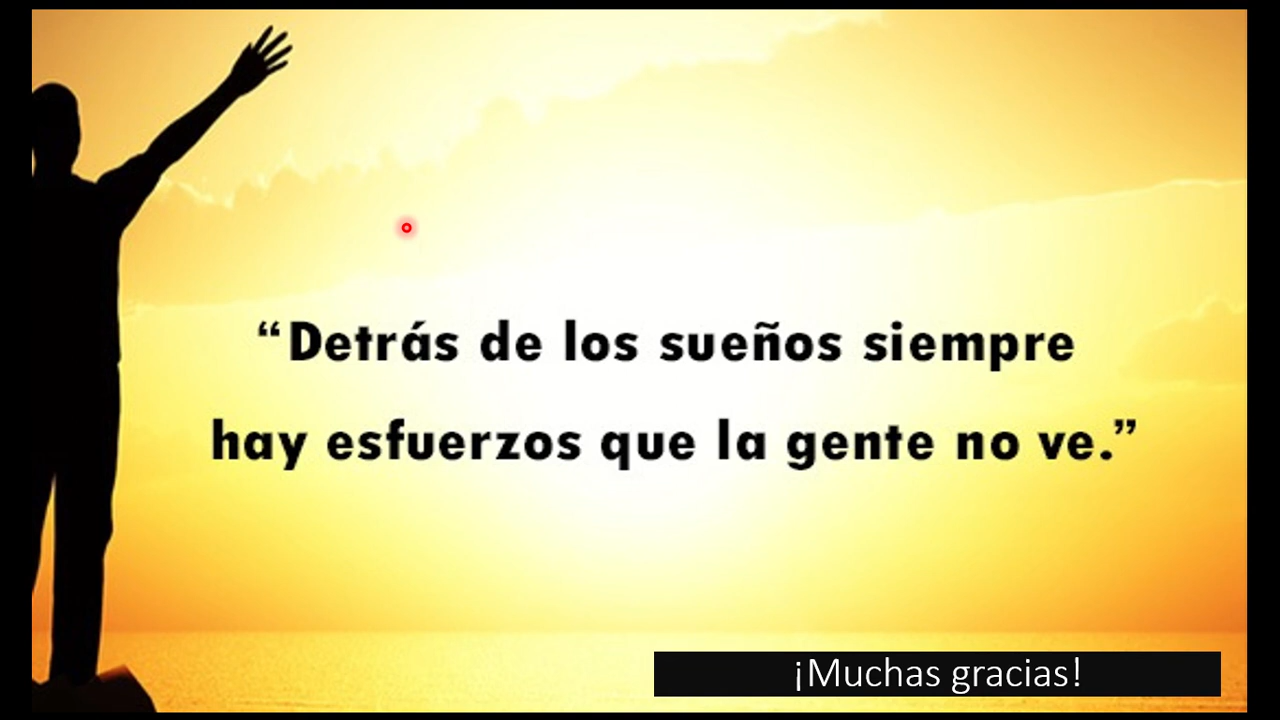 “Detrás de los sueños siempre
hay esfuerzos que la gente no ve.”
¡Muchas gracias!